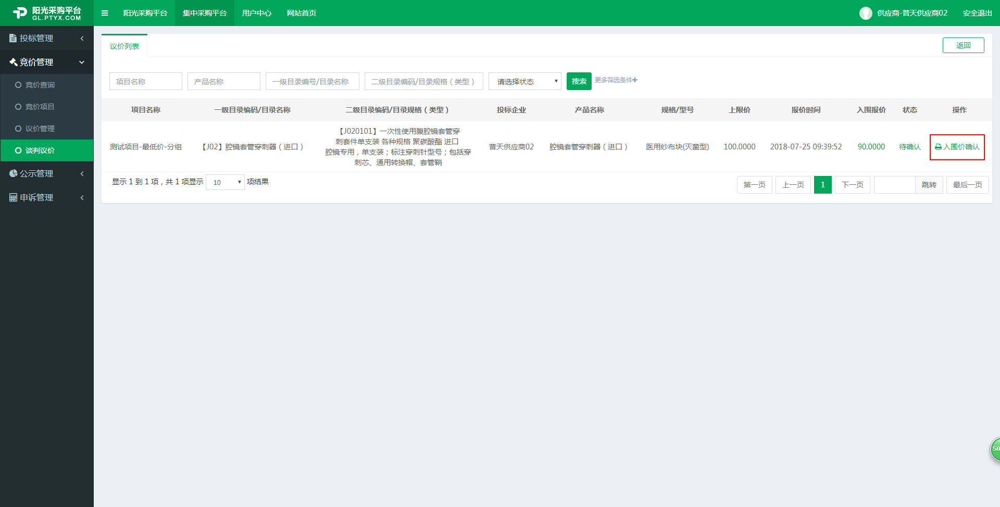 阳光采购平台
GL.PTYX.COM
阳光采购平台
集中采购平台
用户中心
网站首页
供应商-普天供应商02
安全退出
投标管理
竞价管理
竞价查询
竞价项目
议价管理
谈判议价
公示管理
申诉管理
议价列表
返回
项目名称
产品名称
一级目录编号/目录名称
二级目录编码/目录规格（类型）
请选择状态
搜索
更多筛选条件
项目名称
一级目录编码/目录名称
二级目录编码/目录规格（类型）
投标企业
产品名称
规格/型号
上限价
报价时间
入围报价
状态
操作
测试项目-最低价-分组
【J02】腔镜套管穿刺器（进口）
【J020101】一次性使用腹腔镜套管穿
刺套件单支装 各种规格 聚碳酸酯 进口
腔镜专用，单支装；标注穿刺针型号；包括穿
刺芯、通用转换帽、套管鞘
普天供应商02
腔镜套管穿刺器（进口）
医用纱布块(灭菌型)
100.0000
2018-07-25 09:39:52
90.0000
待确认
入围价确认
显示 1 到 1 项，共 1 项显示
10
项结果
第一页
上一页
1
下一页
跳转
最后一页
50